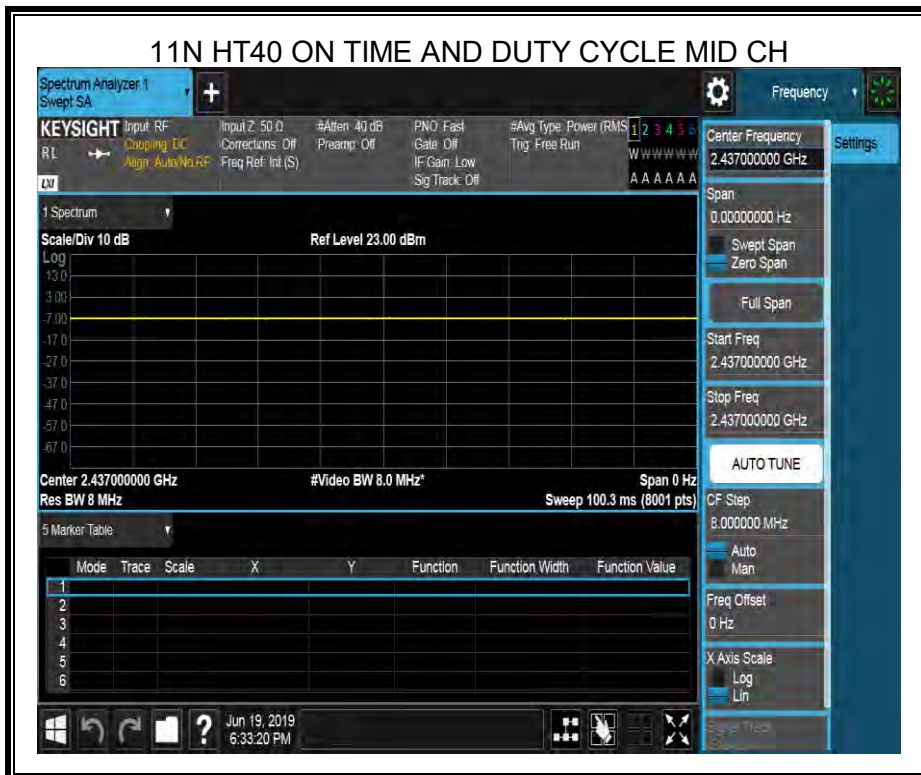 11N HT40 ON TIME AND DUTY CYCLE MID CH
Spectrum Analyzer 1
Swept SA
Frequency
KEYSIGHT
RL
LXI
Input: RF
Coupling: DC
Align: Auto/No RF
Input Z: 50 Ω
Corrections: Off
Freq Ref: Int (S)
#Atten: 40 dB
Preamp: Off
PNO: Fast
Gate: Off
IF Gain: Low
Sig Track: Off
#Avg Type: Power (RMS
Trig: Free Run
1 2 3 4 5 6
W W W W W W
A A A A A A
Center Frequency
2.437000000 GHz
Settings
Span
0.00000000 Hz
Swept Span
Zero Span
Full Span
Start Freq
2.437000000 GHz
Stop Freq
2.437000000 GHz
AUTO TUNE
CF Step
8.000000 MHz
Auto
Man
Freq Offset
0 Hz
X Axis Scale
Log
Lin
1 Spectrum
Scale/Div 10 dB
Ref Level 23.00 dBm
Log
13.0
3.00
-7.00
-17.0
-27.0
-37.0
-47.0
-57.0
-67.0
Center 2.437000000 GHz
#Video BW 8.0 MHz*
Span 0 Hz
Res BW 8 MHz
Sweep 100.3 ms (8001 pts)
5 Marker Table
Mode Trace Scale X Y Function Function Width Function Value
1
2
3
4
5
6
?
Jun 19, 2019
6:33:20 PM